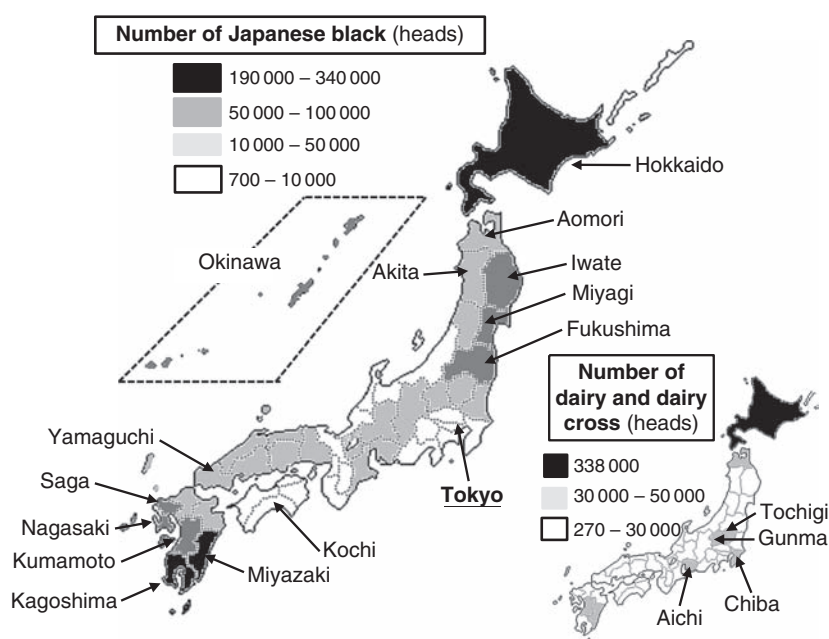 Number of Japanese black (heads)
190 000 – 340 000
50 000 – 100 000
10 000 – 50 000
700 – 10 000
Hokkaido
Aomori
Okinawa
Akita
Iwate
Miyagi
Fukushima
Number of
dairy and dairy
cross (heads)
338 000
30 000 – 50 000
270 – 30 000
Yamaguchi
Saga
Nagasaki
Kumamoto
Kagoshima
Miyazaki
Kochi
Tokyo
Tochigi
Gunma
Chiba
Aichi